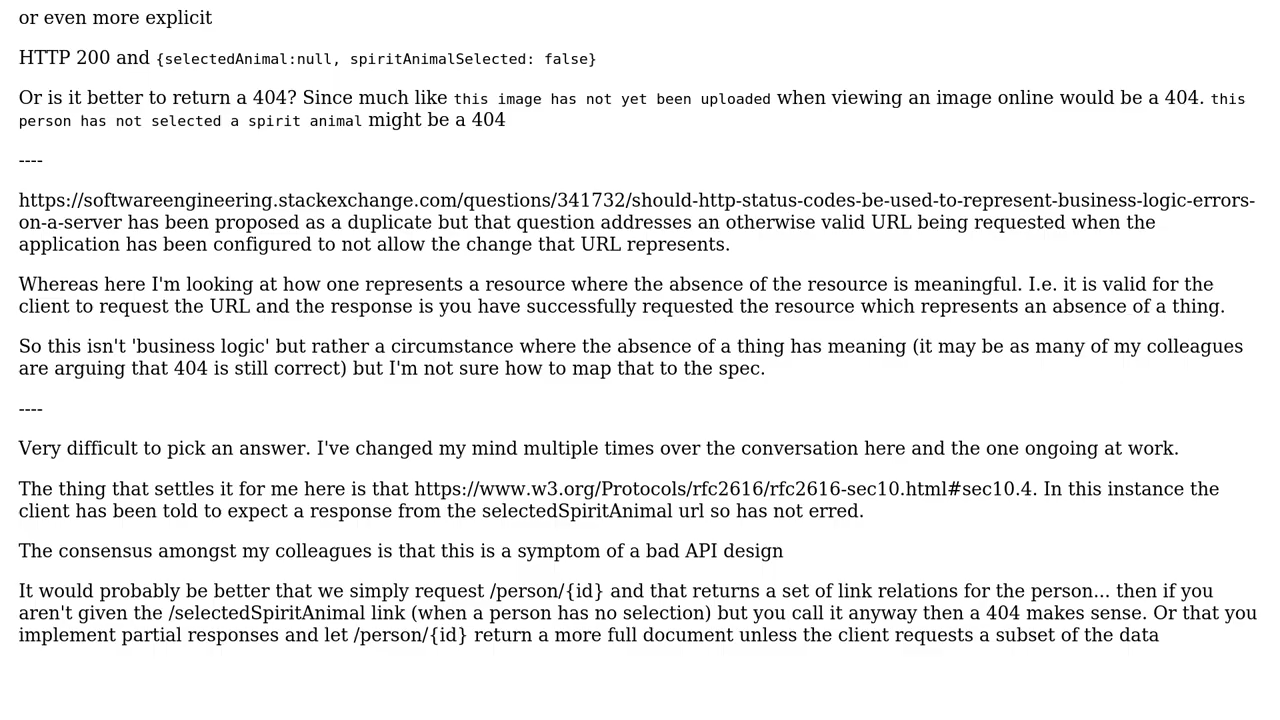 or even more explicit
HTTP 200 and {selectedAnimal:null, spiritAnimalSelected: false}
Or is it better to return a 404? Since much like this image has not yet been uploaded when viewing an image online would be a 404. this
person has not selected a spirit animal might be a 404
----
https://softwareengineering.stackexchange.com/questions/341732/should-http-status-codes-be-used-to-represent-business-logic-errors-
on-a-server has been proposed as a duplicate but that question addresses an otherwise valid URL being requested when the
application has been configured to not allow the change that URL represents.
Whereas here I'm looking at how one represents a resource where the absence of the resource is meaningful. I.e. it is valid for the
client to request the URL and the response is you have successfully requested the resource which represents an absence of a thing.
So this isn't 'business logic' but rather a circumstance where the absence of a thing has meaning (it may be as many of my colleagues
are arguing that 404 is still correct) but I'm not sure how to map that to the spec.
----
Very difficult to pick an answer. I've changed my mind multiple times over the conversation here and the one ongoing at work.
The thing that settles it for me here is that https://www.w3.org/Protocols/rfc2616/rfc2616-sec10.html#sec10.4. In this instance the
client has been told to expect a response from the selectedSpiritAnimal url so has not erred.
The consensus amongst my colleagues is that this is a symptom of a bad API design
It would probably be better that we simply request /person/{id} and that returns a set of link relations for the person... then if you
aren't given the /selectedSpiritAnimal link (when a person has no selection) but you call it anyway then a 404 makes sense. Or that you
implement partial responses and let /person/{id} return a more full document unless the client requests a subset of the data